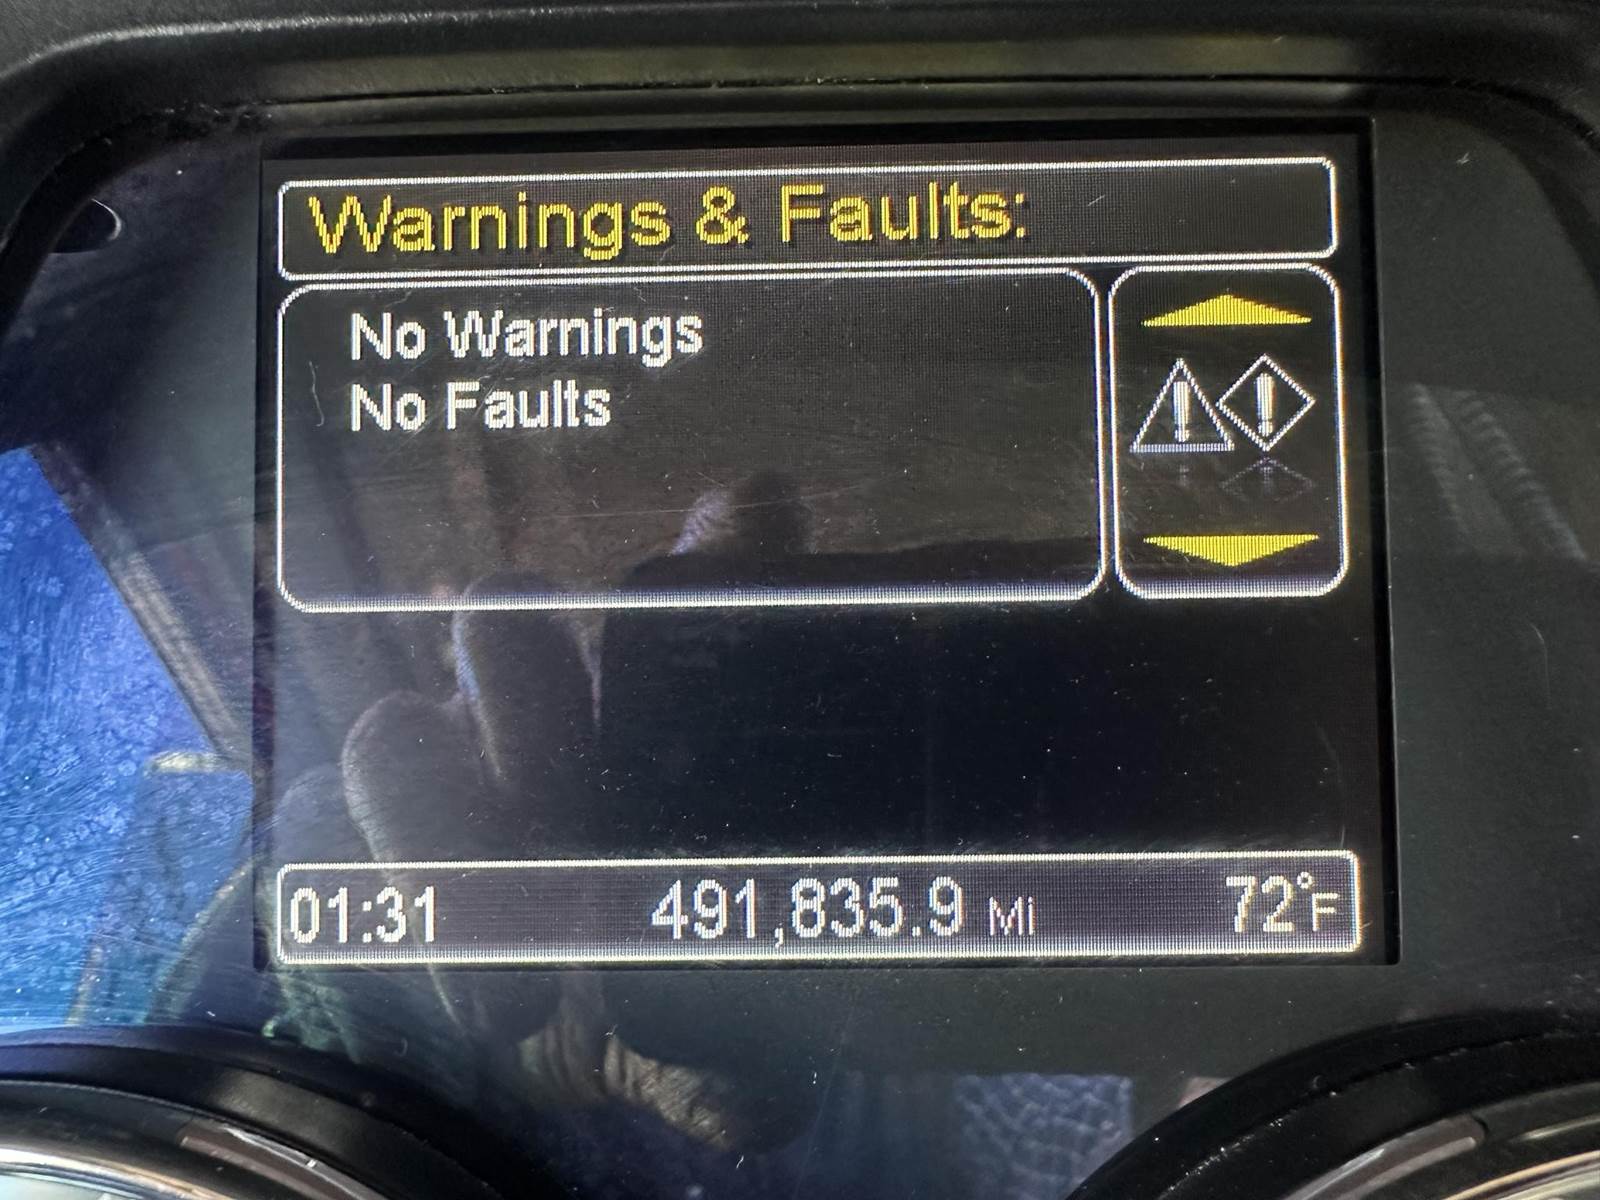 Warnings & Faults:
No Warnings
No Faults
01:31 491,835.9 Mi 72°F